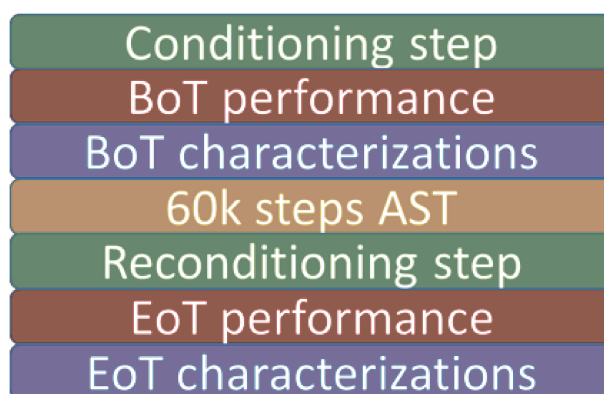 Conditioning step
BoT performance
BoT characterizations
60k steps AST
Reconditioning step
EoT performance
EoT characterizations